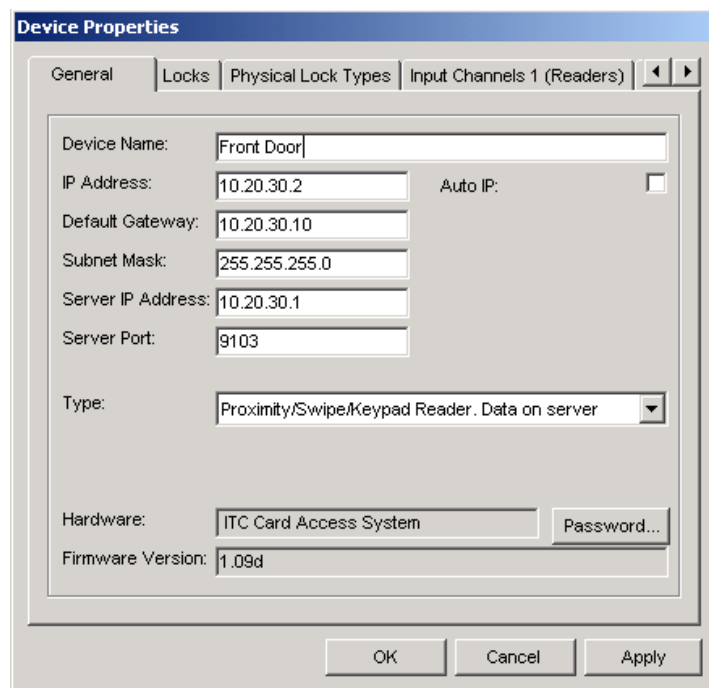 Device Properties
General Locks Physical Lock Types Input Channels 1 (Readers)
Device Name: Front Door
IP Address: 10.20.30.2 Auto IP:
Default Gateway: 10.20.30.10
Subnet Mask: 255.255.255.0
Server IP Address: 10.20.30.1
Server Port: 9103
Type: Proximity/Swipe/Keypad Reader. Data on server
Hardware: ITC Card Access System Password...
Firmware Version: 1.09d
OK Cancel Apply